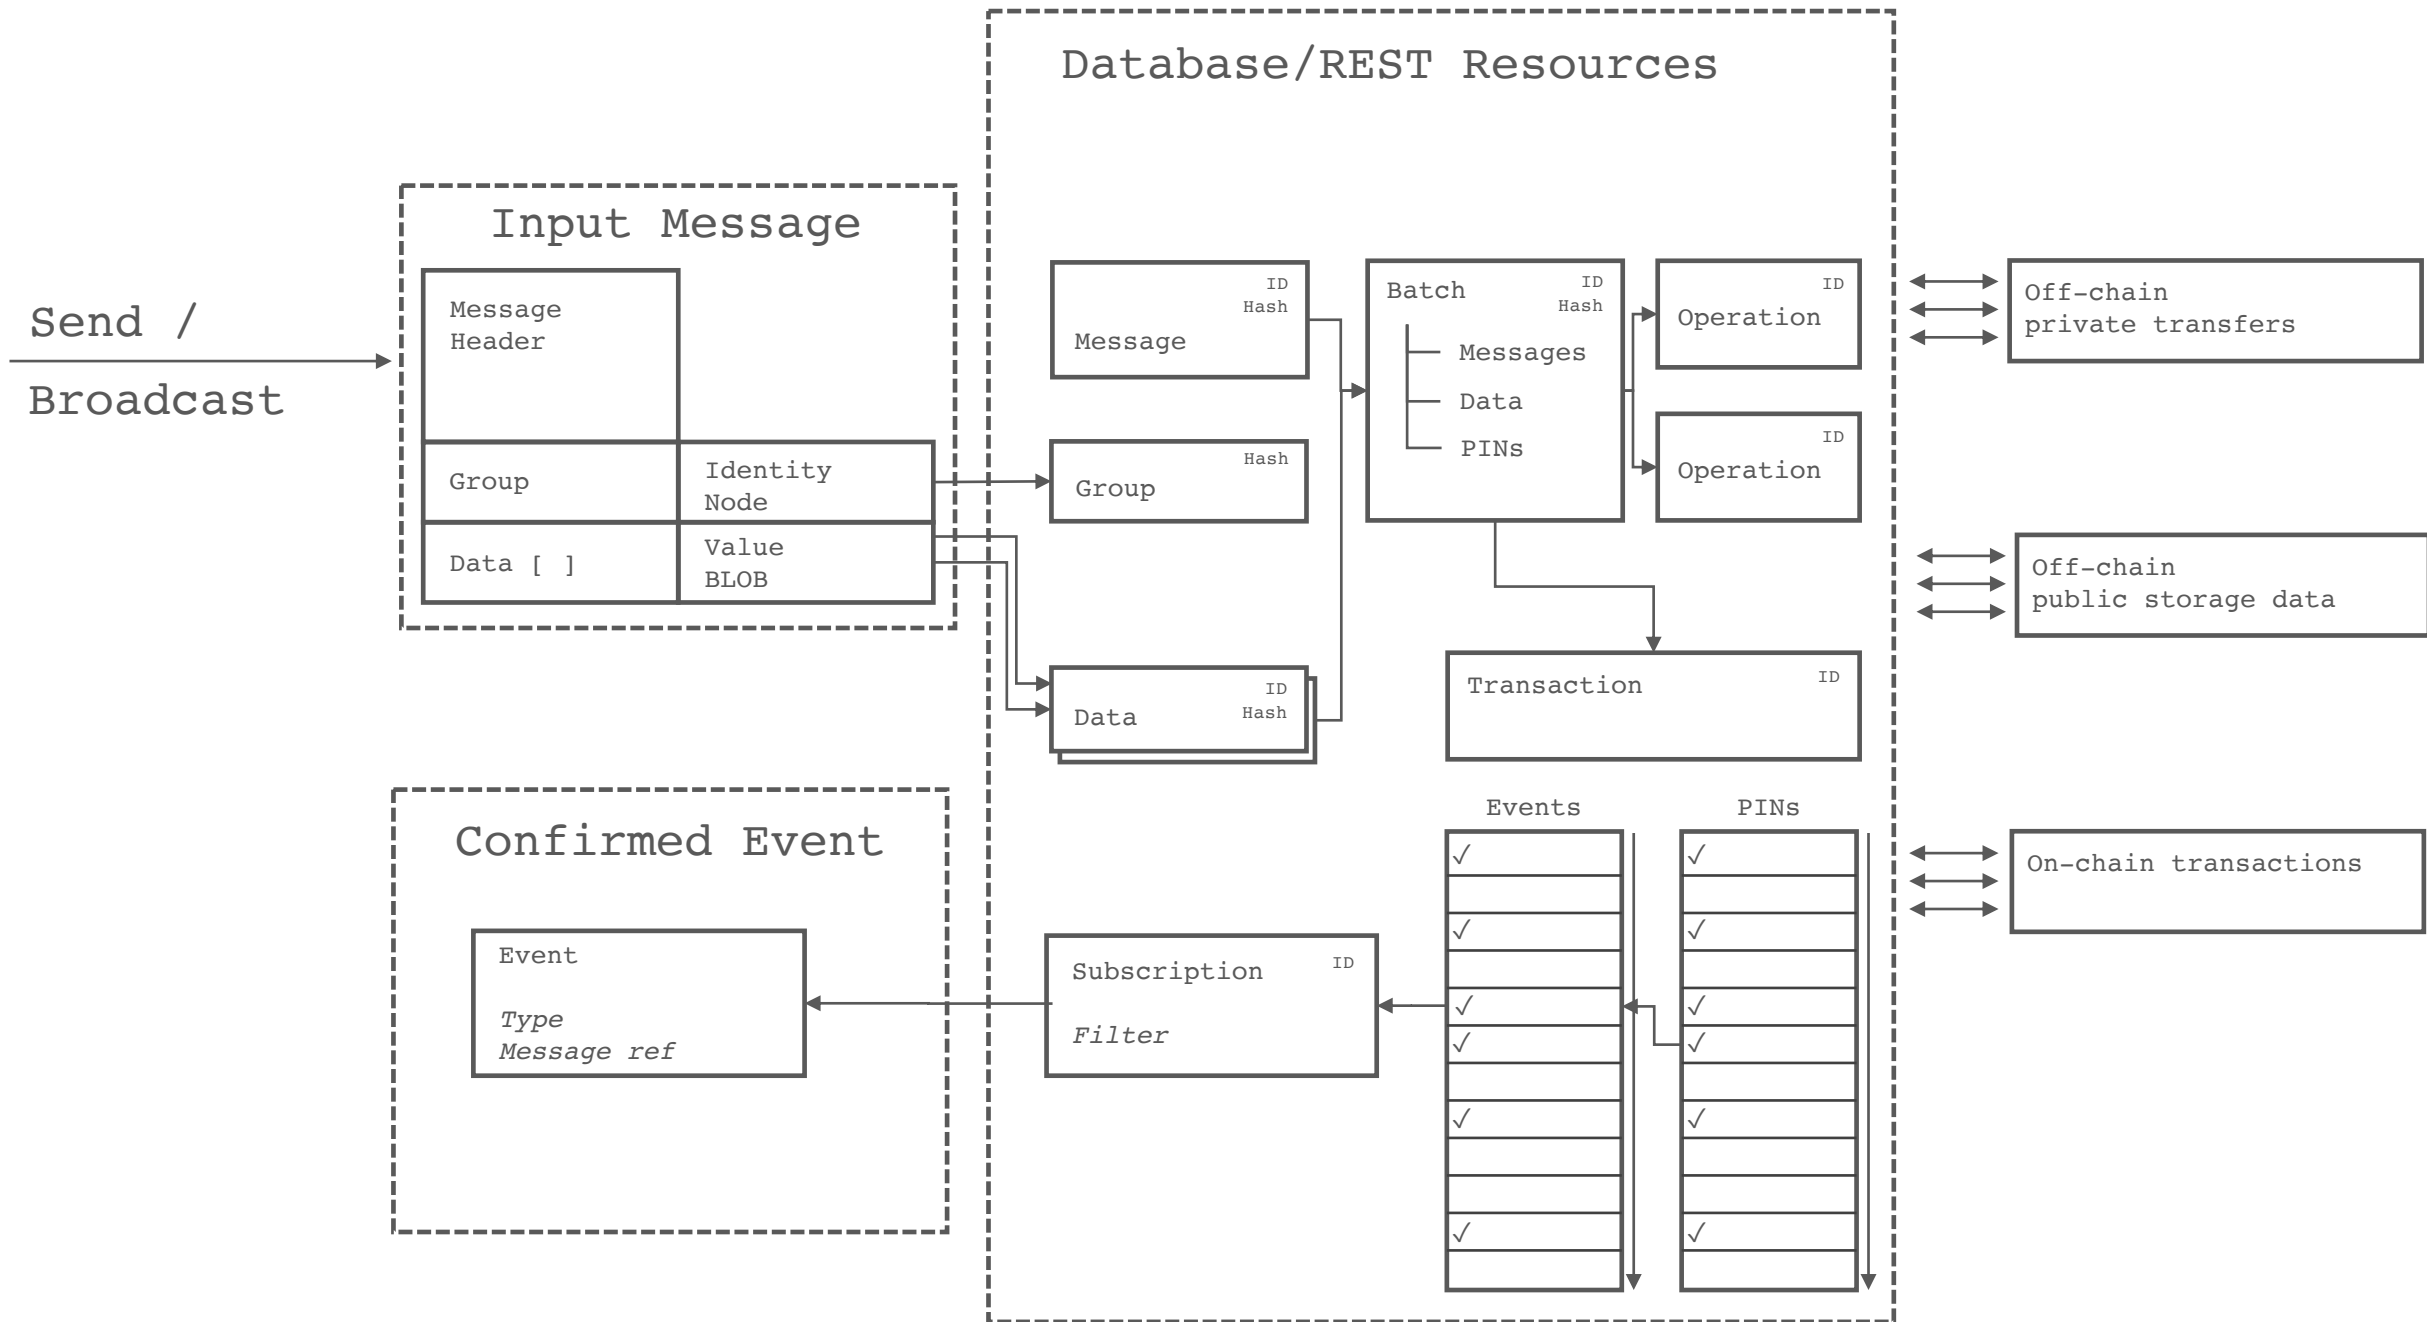 Database/REST Resources
Input Message
Send /
Broadcast
Message
Header
Group
Identity
Node
Data [ ]
Value
BLOB
ID
Hash
Message
Hash
Group
ID
Hash
Data
Batch
ID
Hash
Messages
Data
PINs
ID
Operation
ID
Operation
Transaction
ID
Off-chain
private transfers
Off-chain
public storage data
On-chain transactions
Confirmed Event
Event
Type
Message ref
Subscription
ID
Filter
Events
✓
✓
✓
✓
✓
✓
PINs
✓
✓
✓
✓
✓
✓